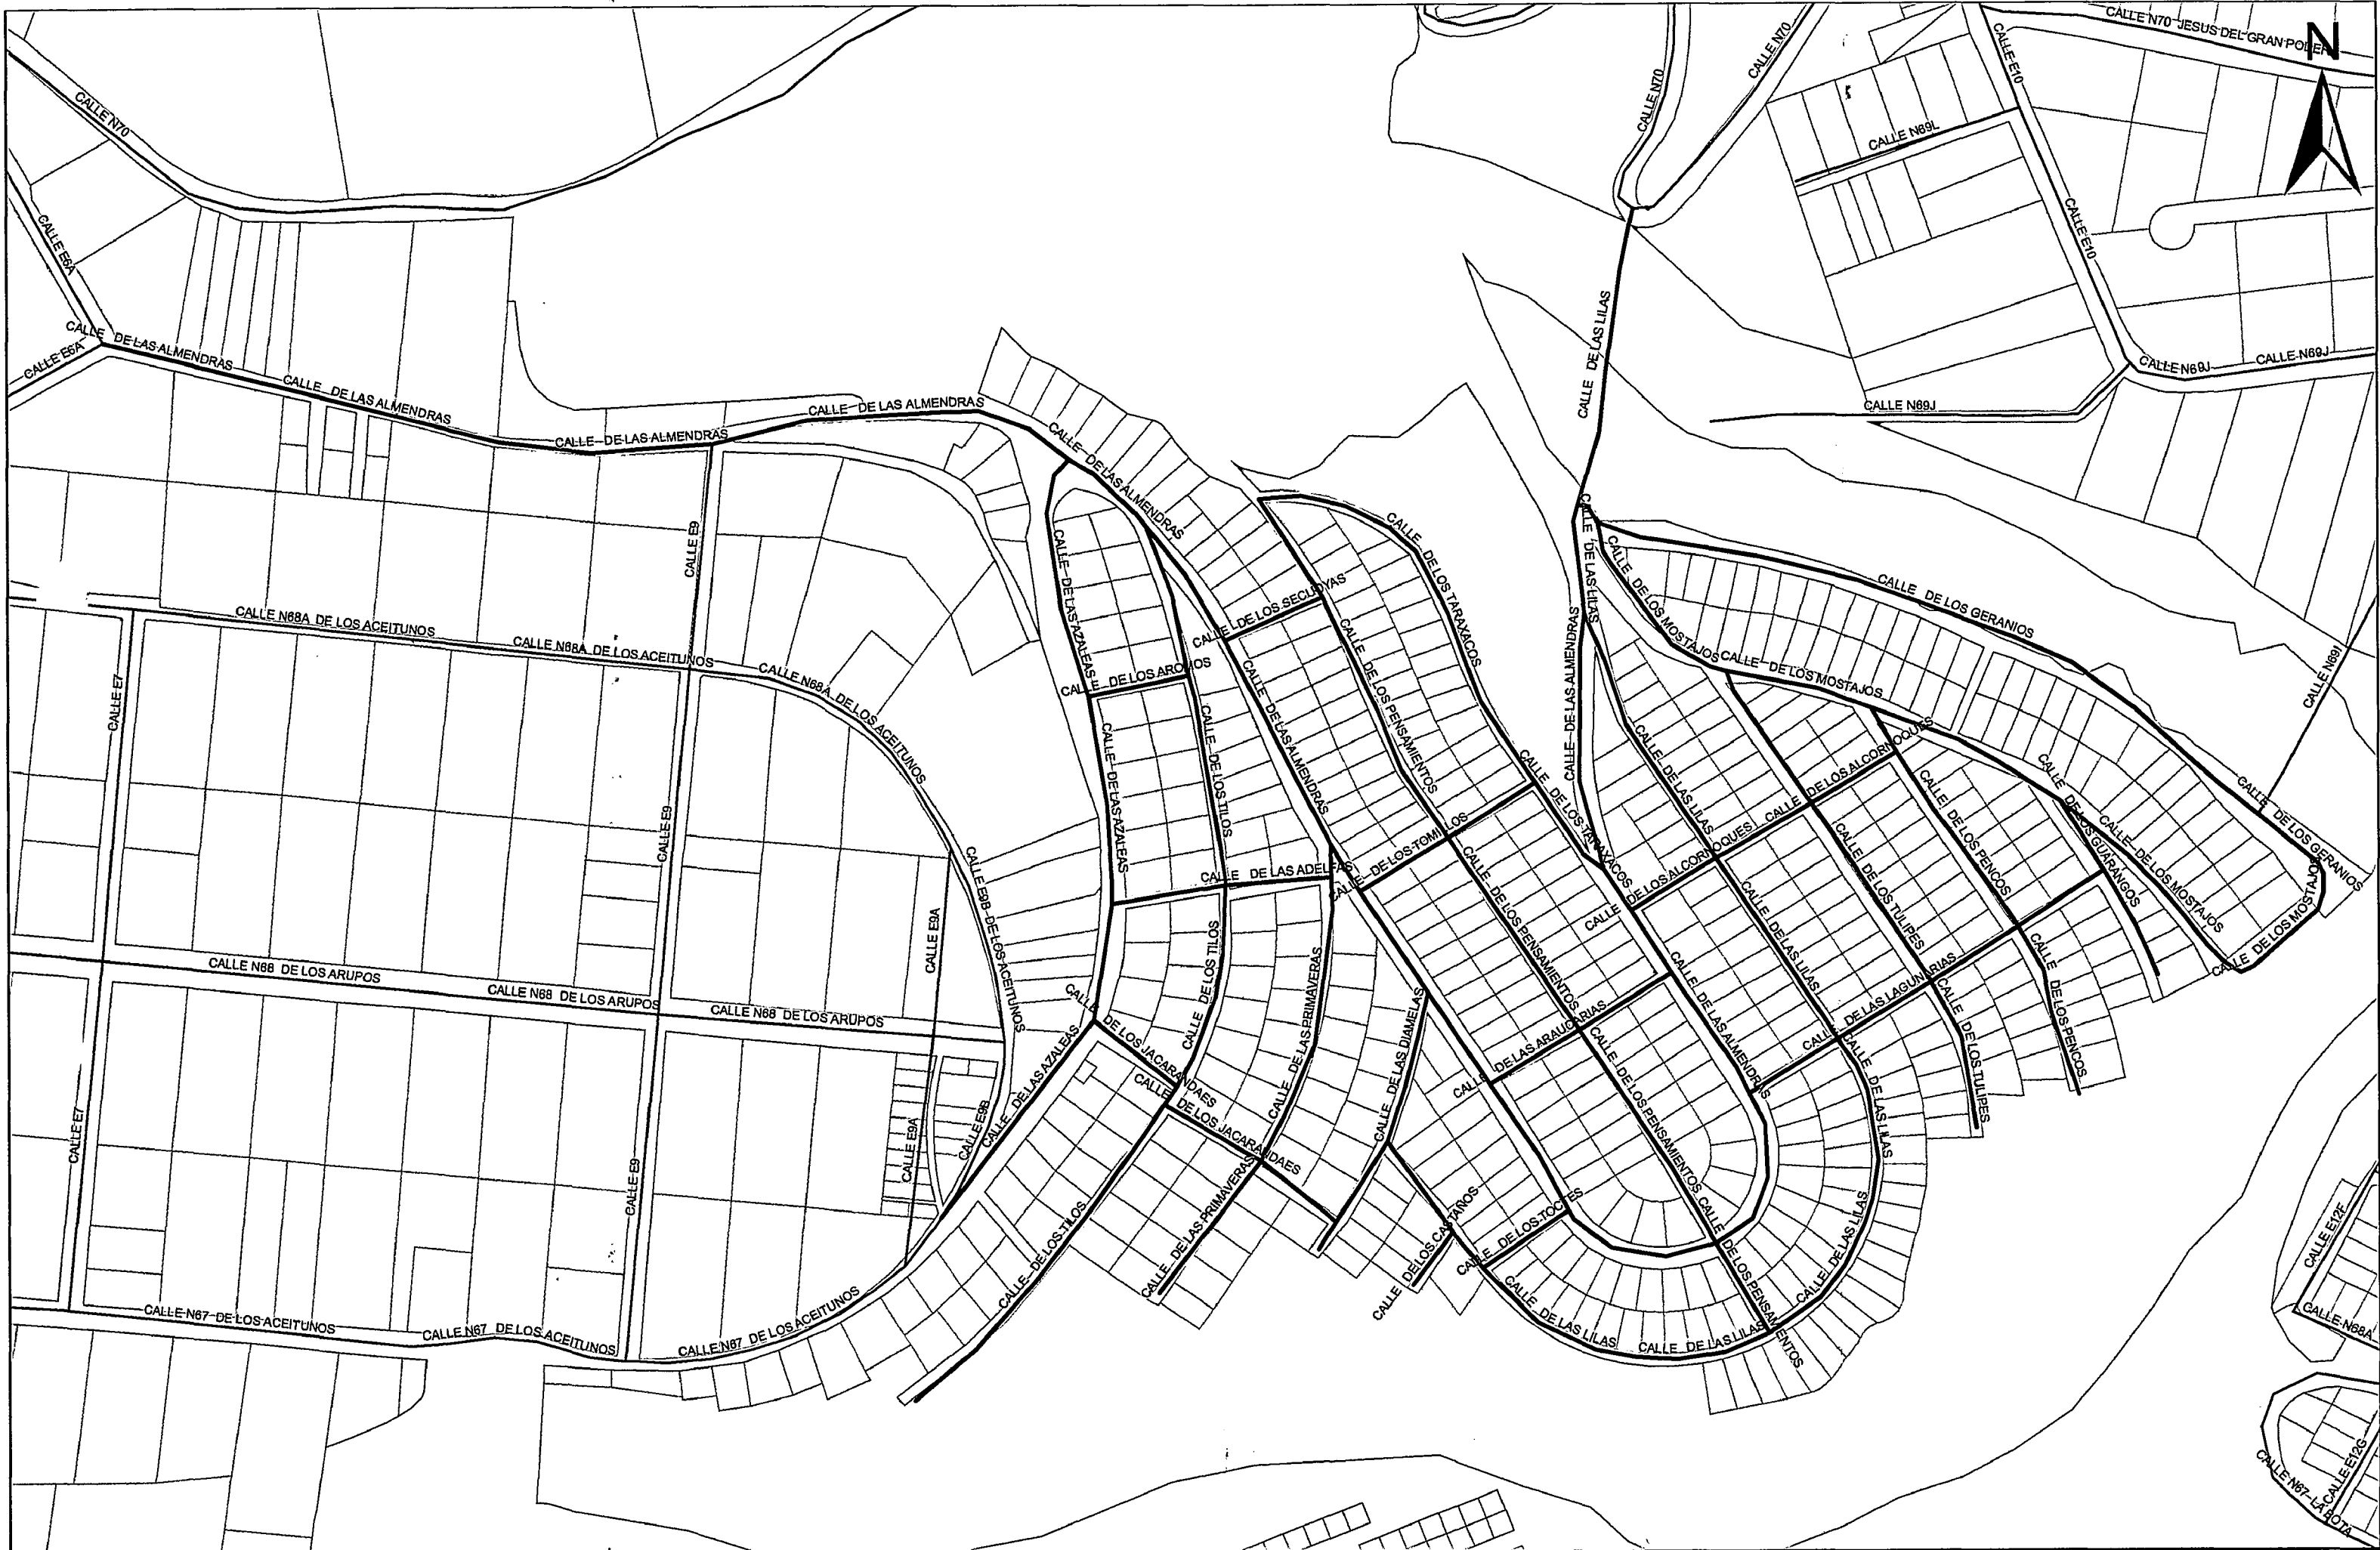 CALLE N70 JESUS DEL GRAN PODER
N
CALLE N70
CALLE N70
CALLE N70
CALLE E10
CALLE N69L
CALLE E10
CALLE E6A
CALLE E6A
CALLE DE LAS ALMENDRAS
CALLE DE LAS ALMENDRAS
CALLE DE LAS ALMENDRAS
CALLE DE LAS ALMENDRAS
CALLE DE LAS ALMENDRAS
CALLE DE LAS LILAS
CALLE N69J
CALLE N69J
CALLE N69J
CALLE E9
CALLE DE LAS AZALEAS
CALLE DE LOS TARAXACOS
CALLE DE LAS LILAS
CALLE DE LOS MOSTAJOS
CALLE DE LOS GERANIOS
CALLE N68A DE LOS ACEITUNOS
CALLE N68A DE LOS ACEITUNOS
CALLE N68A DE LOS ACEITUNOS
CALLE DE LOS AROMOS
CALLE DE LOS SECUOYAS
CALLE DE LOS PENSAMIENTOS
CALLE DE LAS ALMENDRAS
CALLE DE LAS ALMENDRAS
CALLE DE LOS MOSTAJOS
CALLE N69I
CALLE E7
CALLE E9
CALLE DE LAS AZALEAS
CALLE DE LOS TILOS
CALLE DE LOS TARAXACOS
CALLE DE LAS LILAS
CALLE DE LOS ALCORNOQUES
CALLE DE LOS ALCORNOQUES
CALLE DE LOS TOMILLOS
CALLE DE LAS ADELFAS
CALLE DE LOS PENCOS
CALLE DE LOS TULIPES
CALLE DE LOS GUARANGOS
CALLE DE LOS MOSTAJOS
CALLE DE LOS GERANIOS
CALLE DE LOS MOSTAJOS
CALLE E9B DE LOS ACEITUNOS
CALLE E9A
CALLE N68 DE LOS ARUPOS
CALLE N68 DE LOS ARUPOS
CALLE N68 DE LOS ARUPOS
CALLE DE LOS TILOS
CALLE DE LAS PRIMAVERAS
CALLE DE LAS DIAMELAS
CALLE DE LOS PENSAMIENTOS
CALLE DE LAS ARAUCARIAS
CALLE DE LAS ALMENDRAS
CALLE DE LAS LILAS
CALLE DE LAS LAGUNARIAS
CALLE DE LOS TULIPES
CALLE DE LOS PENCOS
CALLE DE LOS JACARANDAES
CALLE DE LOS JACARANDAES
CALLE DE LAS AZALEAS
CALLE E7
CALLE E9
CALLE E9A
CALLE E9B
CALLE DE LOS TILOS
CALLE DE LAS PRIMAVERAS
CALLE DE LOS CASTAÑOS
CALLE DE LOS TOCTES
CALLE DE LOS PENSAMIENTOS
CALLE DE LOS PENSAMIENTOS
CALLE DE LAS LILAS
CALLE DE LAS LILAS
CALLE DE LAS LILAS
CALLE DE LAS LILAS
CALLE N67 DE LOS ACEITUNOS
CALLE N67 DE LOS ACEITUNOS
CALLE N67 DE LOS ACEITUNOS
CALLE E12F
CALLE N68A
CALLE E12G
CALLE N67 LA BOTA